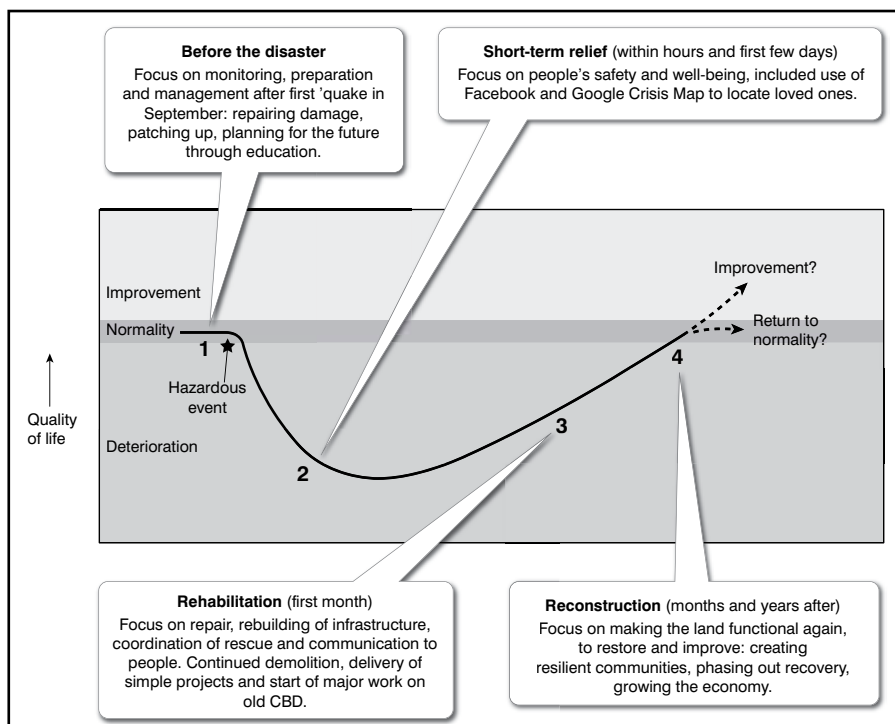 Before the disaster
Focus on monitoring, preparation
and management after first ’quake in
September: repairing damage,
patching up, planning for the future
through education.
Short-term relief (within hours and first few days)
Focus on people’s safety and well-being, included use of
Facebook and Google Crisis Map to locate loved ones.
Improvement
Normality
1
Hazardous
event
Quality
of life
Deterioration
2
3
4
Improvement?
Return to
normality?
Rehabilitation (first month)
Focus on repair, rebuilding of infrastructure,
coordination of rescue and communication to
people. Continued demolition, delivery of
simple projects and start of major work on
old CBD.
Reconstruction (months and years after)
Focus on making the land functional again,
to restore and improve: creating
resilient communities, phasing out recovery,
growing the economy.